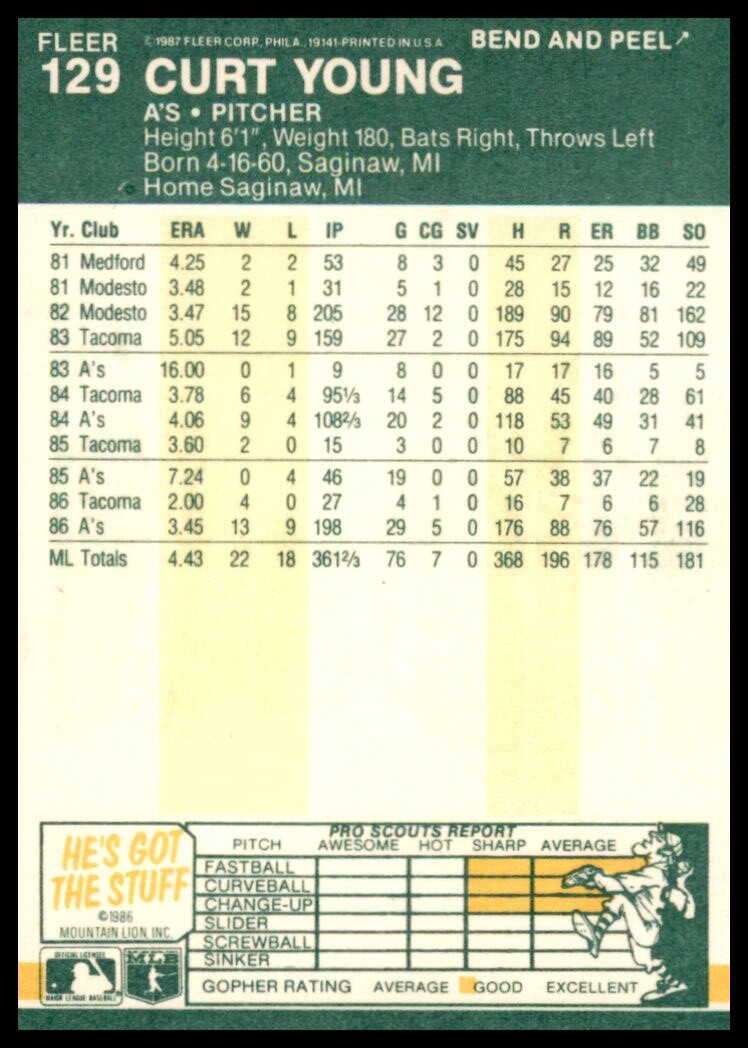 FLEER ©1987 FLEER CORP. PHILA., 19141-PRINTED IN U.S.A. BEND AND PEEL
129 CURT YOUNG
A'S • PITCHER
Height 6'1", Weight 180, Bats Right, Throws Left
Born 4-16-60, Saginaw, MI
Home Saginaw, MI
Yr. Club ERA W L IP G CG SV H R ER BB SO
81 Medford 4.25 2 2 53 8 3 0 45 27 25 32 49
81 Modesto 3.48 2 1 31 5 1 0 28 15 12 16 22
82 Modesto 3.47 15 8 205 28 12 0 189 90 79 81 162
83 Tacoma 5.05 12 9 159 27 2 0 175 94 89 52 109
83 A's 16.00 0 1 9 8 0 0 17 17 16 5 5
84 Tacoma 3.78 6 4 95⅓ 14 5 0 88 45 40 28 61
84 A's 4.06 9 4 108⅔ 20 2 0 118 53 49 31 41
85 Tacoma 3.60 2 0 15 3 0 0 10 7 6 7 8
85 A's 7.24 0 4 46 19 0 0 57 38 37 22 19
86 Tacoma 2.00 4 0 27 4 1 0 16 7 6 6 28
86 A's 3.45 13 9 198 29 5 0 176 88 76 57 116
ML Totals 4.43 22 18 361⅔ 76 7 0 368 196 178 115 181
HE'S GOT
THE STUFF
©1986
MOUNTAIN LION, INC.
OFFICIAL LICENSEE
MAJOR LEAGUE BASEBALL
MLB
PRO SCOUTS REPORT
PITCH AWESOME HOT SHARP AVERAGE
FASTBALL
CURVEBALL
CHANGE-UP
SLIDER
SCREWBALL
SINKER
GOPHER RATING AVERAGE GOOD EXCELLENT